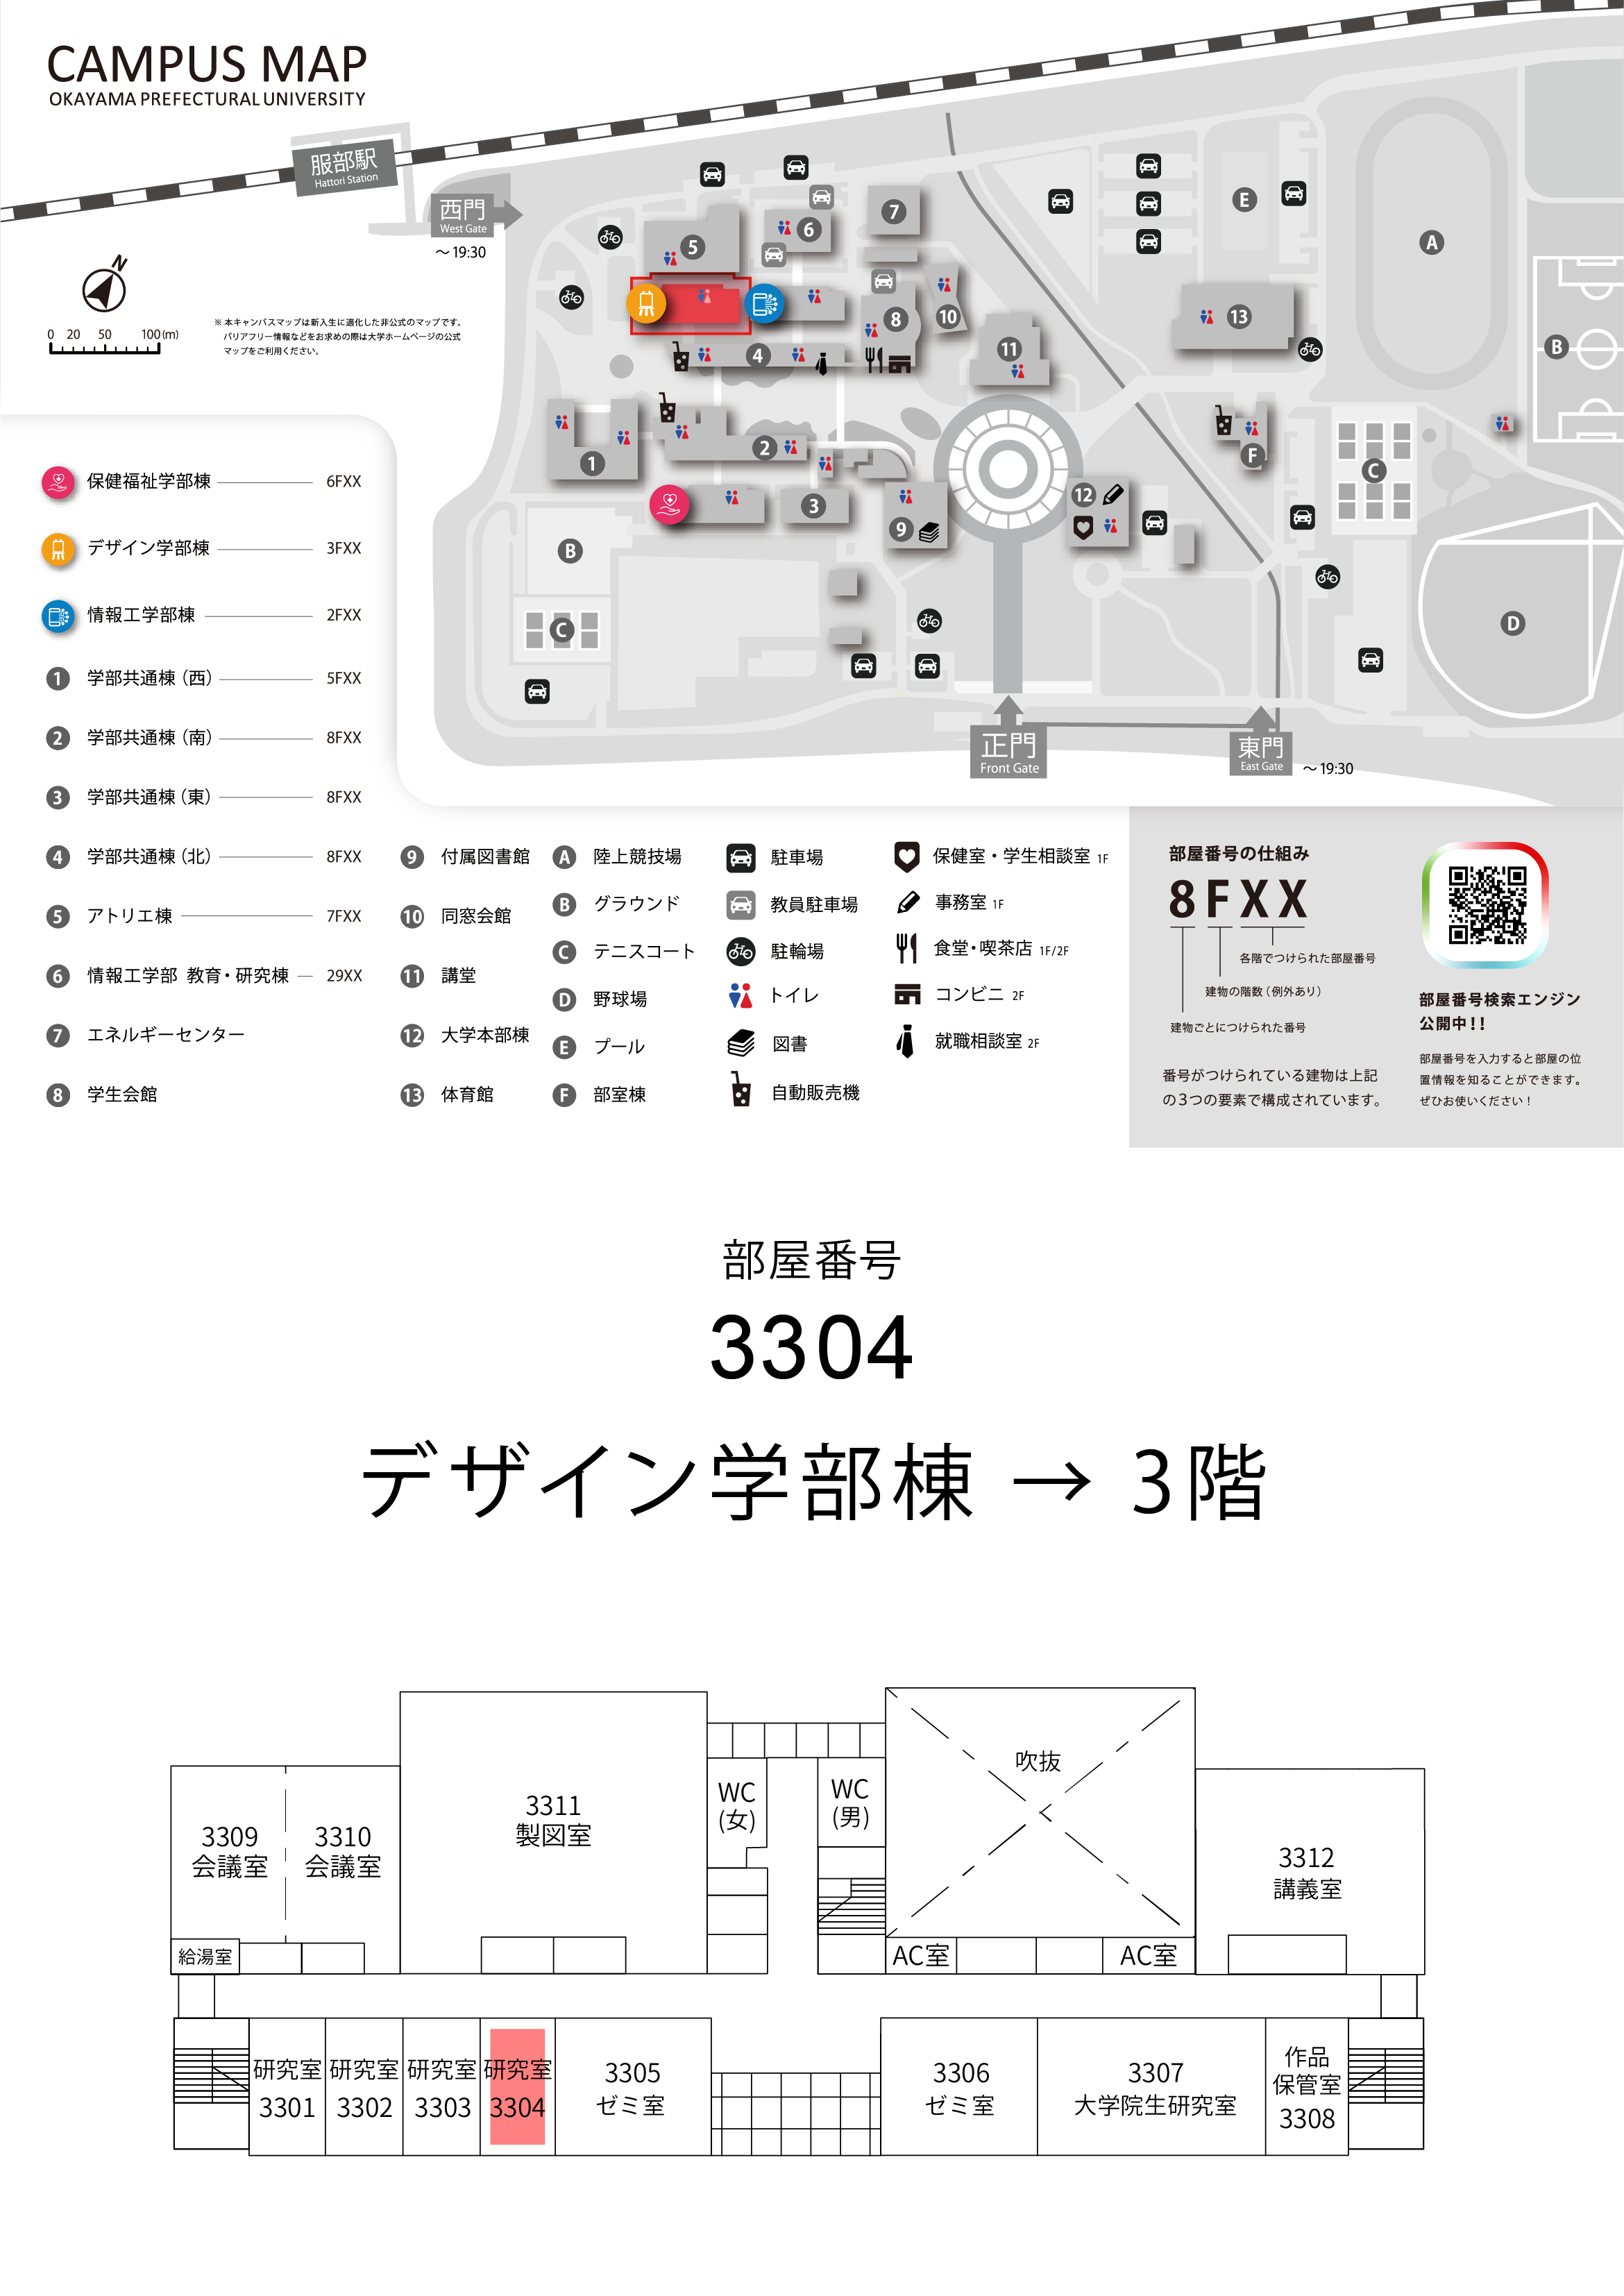 CAMPUS MAP
OKAYAMA PREFECTURAL UNIVERSITY
服部駅
Hattori Station
西門
West Gate
～19:30
N
0 20 50 100(m)
※ 本キャンパスマップは新入生に適化した非公式のマップです。
バリアフリー情報などをお求めの際は大学ホームページの公式
マップをご利用ください。
7
6
5
E
A
8
10
13
11
4
B
1
2
F
C
3
9
12
B
C
D
正門
Front Gate
東門
East Gate
～19:30
保健福祉学部棟 6FXX
デザイン学部棟 3FXX
情報工学部棟 2FXX
1 学部共通棟（西） 5FXX
2 学部共通棟（南） 8FXX
3 学部共通棟（東） 8FXX
4 学部共通棟（北） 8FXX
5 アトリエ棟 7FXX
6 情報工学部 教育・研究棟 29XX
7 エネルギーセンター
8 学生会館
9 付属図書館
10 同窓会館
11 講堂
12 大学本部棟
13 体育館
A 陸上競技場
B グラウンド
C テニスコート
D 野球場
E プール
F 部室棟
駐車場
教員駐車場
駐輪場
トイレ
図書
自動販売機
保健室・学生相談室 1F
事務室 1F
食堂・喫茶店 1F/2F
コンビニ 2F
就職相談室 2F
部屋番号の仕組み
8 F X X
各階でつけられた部屋番号
建物の階数（例外あり）
建物ごとにつけられた番号
番号がつけられている建物は上記
の３つの要素で構成されています。
部屋番号検索エンジン
公開中！！
部屋番号を入力すると部屋の位
置情報を知ることができます。
ぜひお使いください！
部屋番号
3304
デザイン学部棟 → 3階
3309
会議室
3310
会議室
給湯室
3311
製図室
WC
(女)
WC
(男)
吹抜
AC室
AC室
3312
講義室
研究室
3301
研究室
3302
研究室
3303
研究室
3304
3305
ゼミ室
3306
ゼミ室
3307
大学院生研究室
作品
保管室
3308